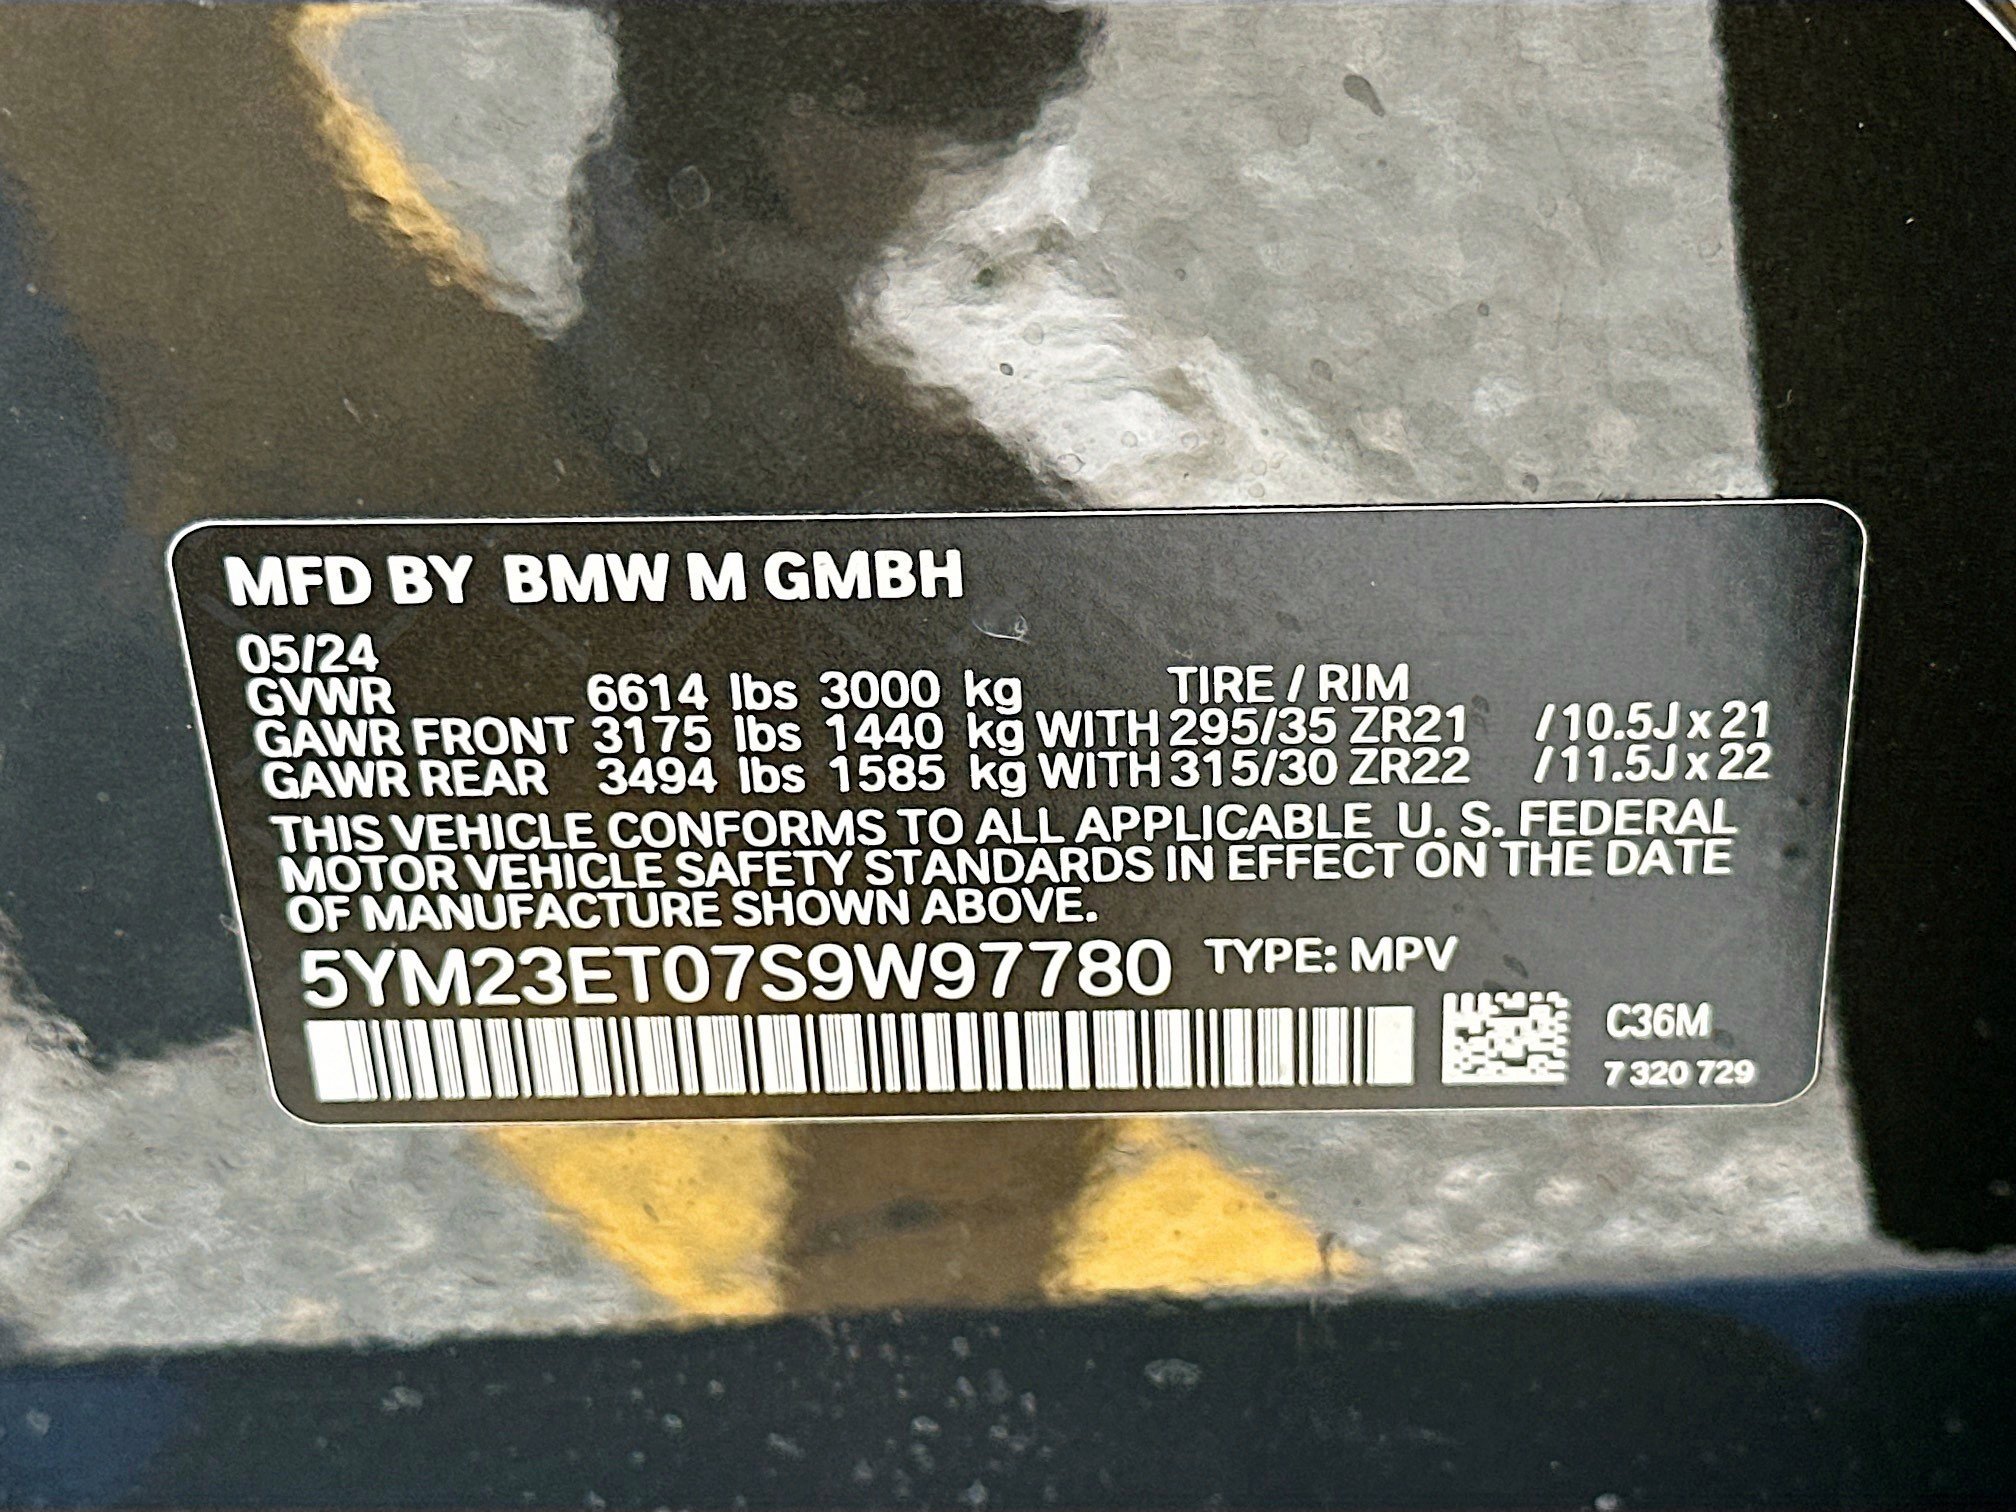 MFD BY BMW M GMBH
05/24
GVWR 6614 lbs 3000 kg TIRE / RIM
GAWR FRONT 3175 lbs 1440 kg WITH 295/35 ZR21 /10.5J x 21
GAWR REAR 3494 lbs 1585 kg WITH 315/30 ZR22 /11.5J x 22
THIS VEHICLE CONFORMS TO ALL APPLICABLE U. S. FEDERAL
MOTOR VEHICLE SAFETY STANDARDS IN EFFECT ON THE DATE
OF MANUFACTURE SHOWN ABOVE.
5YM23ET07S9W97780 TYPE: MPV
C36M
7 320 729